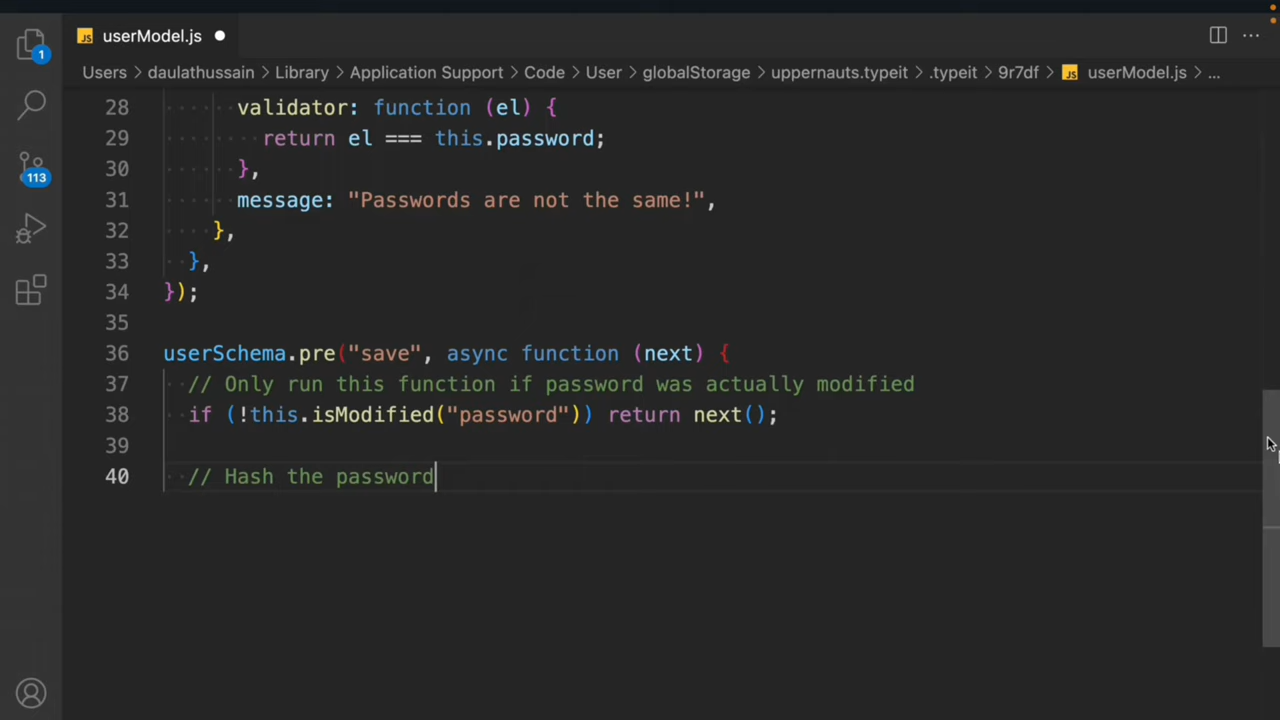 JS userModel.js
1
Users > daulathussain > Library > Application Support > Code > User > globalStorage > uppernauts.typeit > .typeit > 9r7df > JS userModel.js > ...
113
28 validator: function (el) {
29 return el === this.password;
30 },
31 message: "Passwords are not the same!",
32 },
33 },
34 });
35
36 userSchema.pre("save", async function (next) {
37 // Only run this function if password was actually modified
38 if (!this.isModified("password")) return next();
39
40 // Hash the password